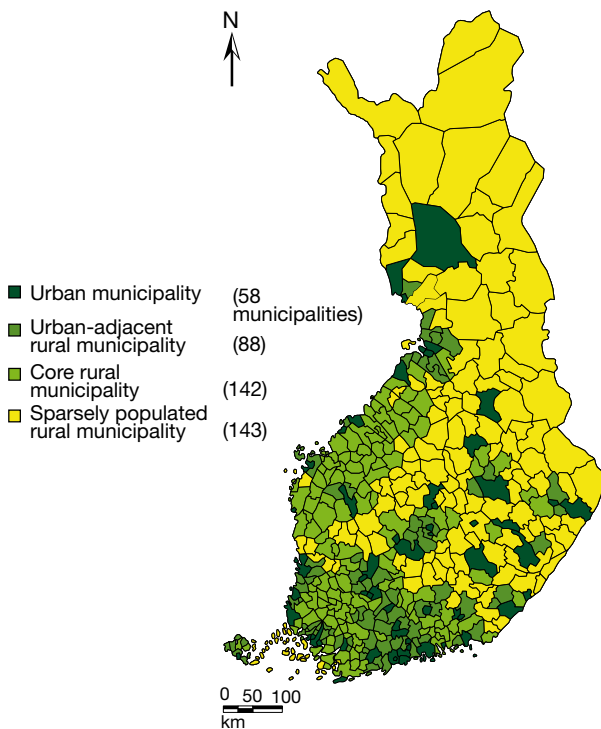 N
Urban municipality (58 municipalities)
Urban-adjacent
rural municipality (88)
Core rural
municipality (142)
Sparsely populated
rural municipality (143)
0 50 100
km